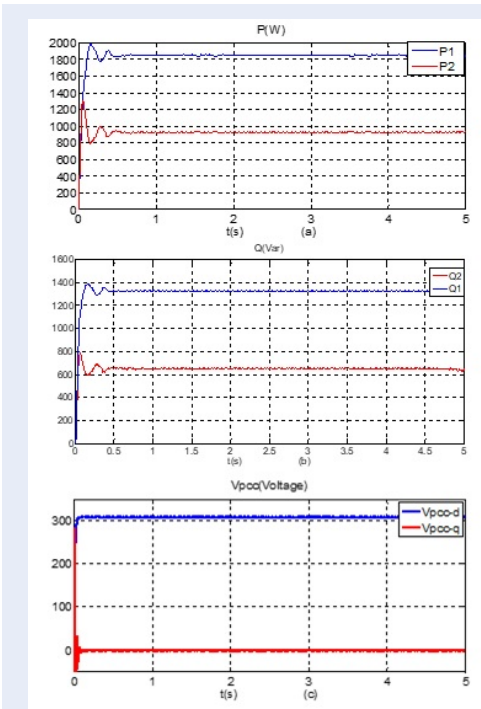 P(W)
2000
1800
1600
1400
1200
1000
800
600
400
200
0
P1
P2
0 1 2 3 4 5
t(s) (a)
Q(Var)
1600
1400
1200
1000
800
600
400
200
0
Q2
Q1
0 0.5 1 1.5 2 2.5 3 3.5 4 4.5 5
t(s) (b)
Vpcc(Voltage)
300
200
100
0
Vpcc-d
Vpcc-q
0 1 2 3 4 5
t(s) (c)